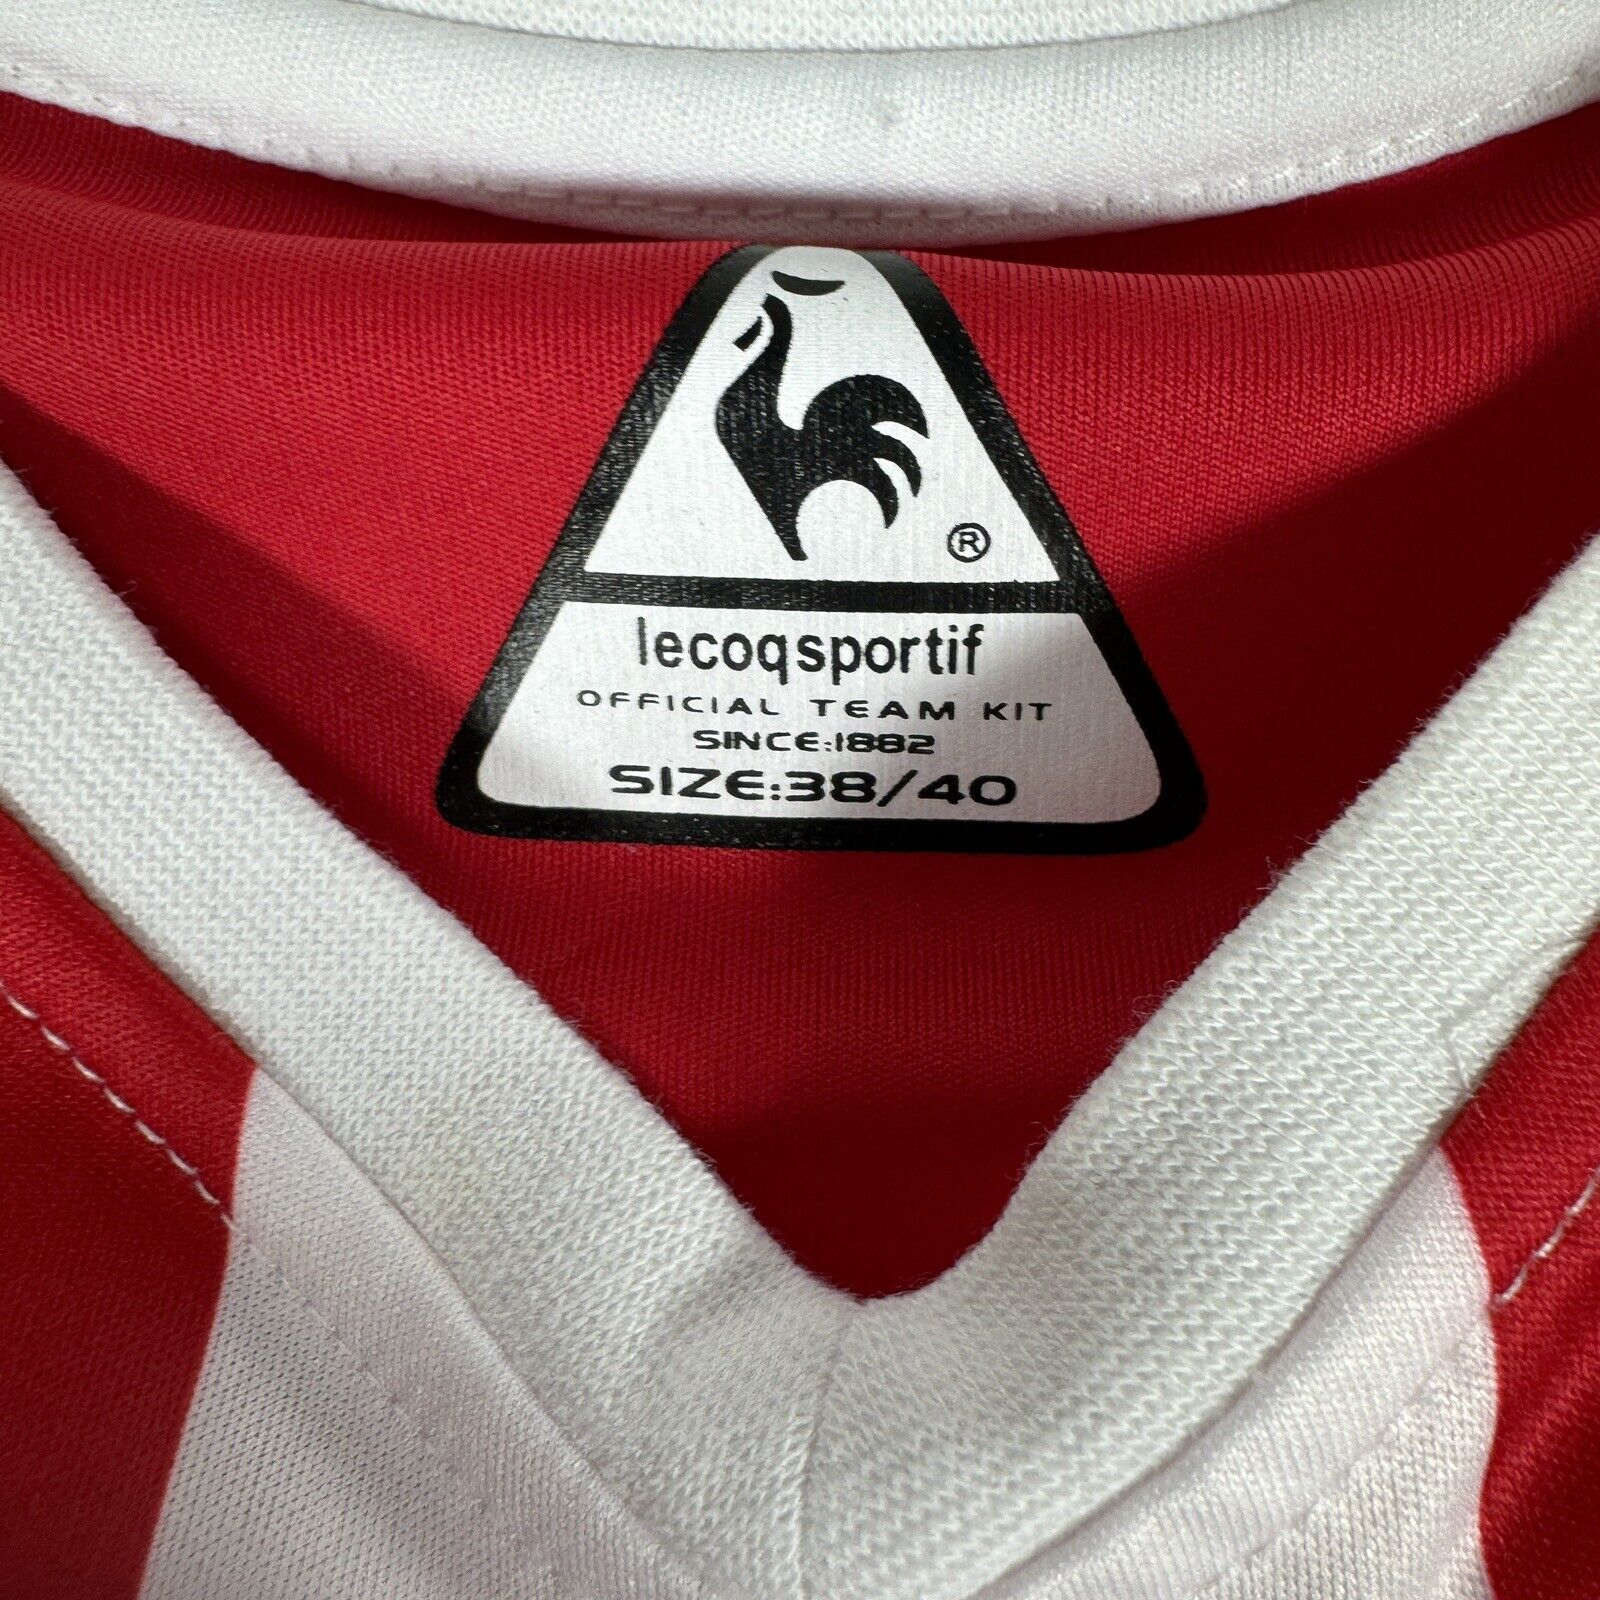 ®
lecoqsportif
OFFICIAL TEAM KIT
SINCE:1882
SIZE:38/40